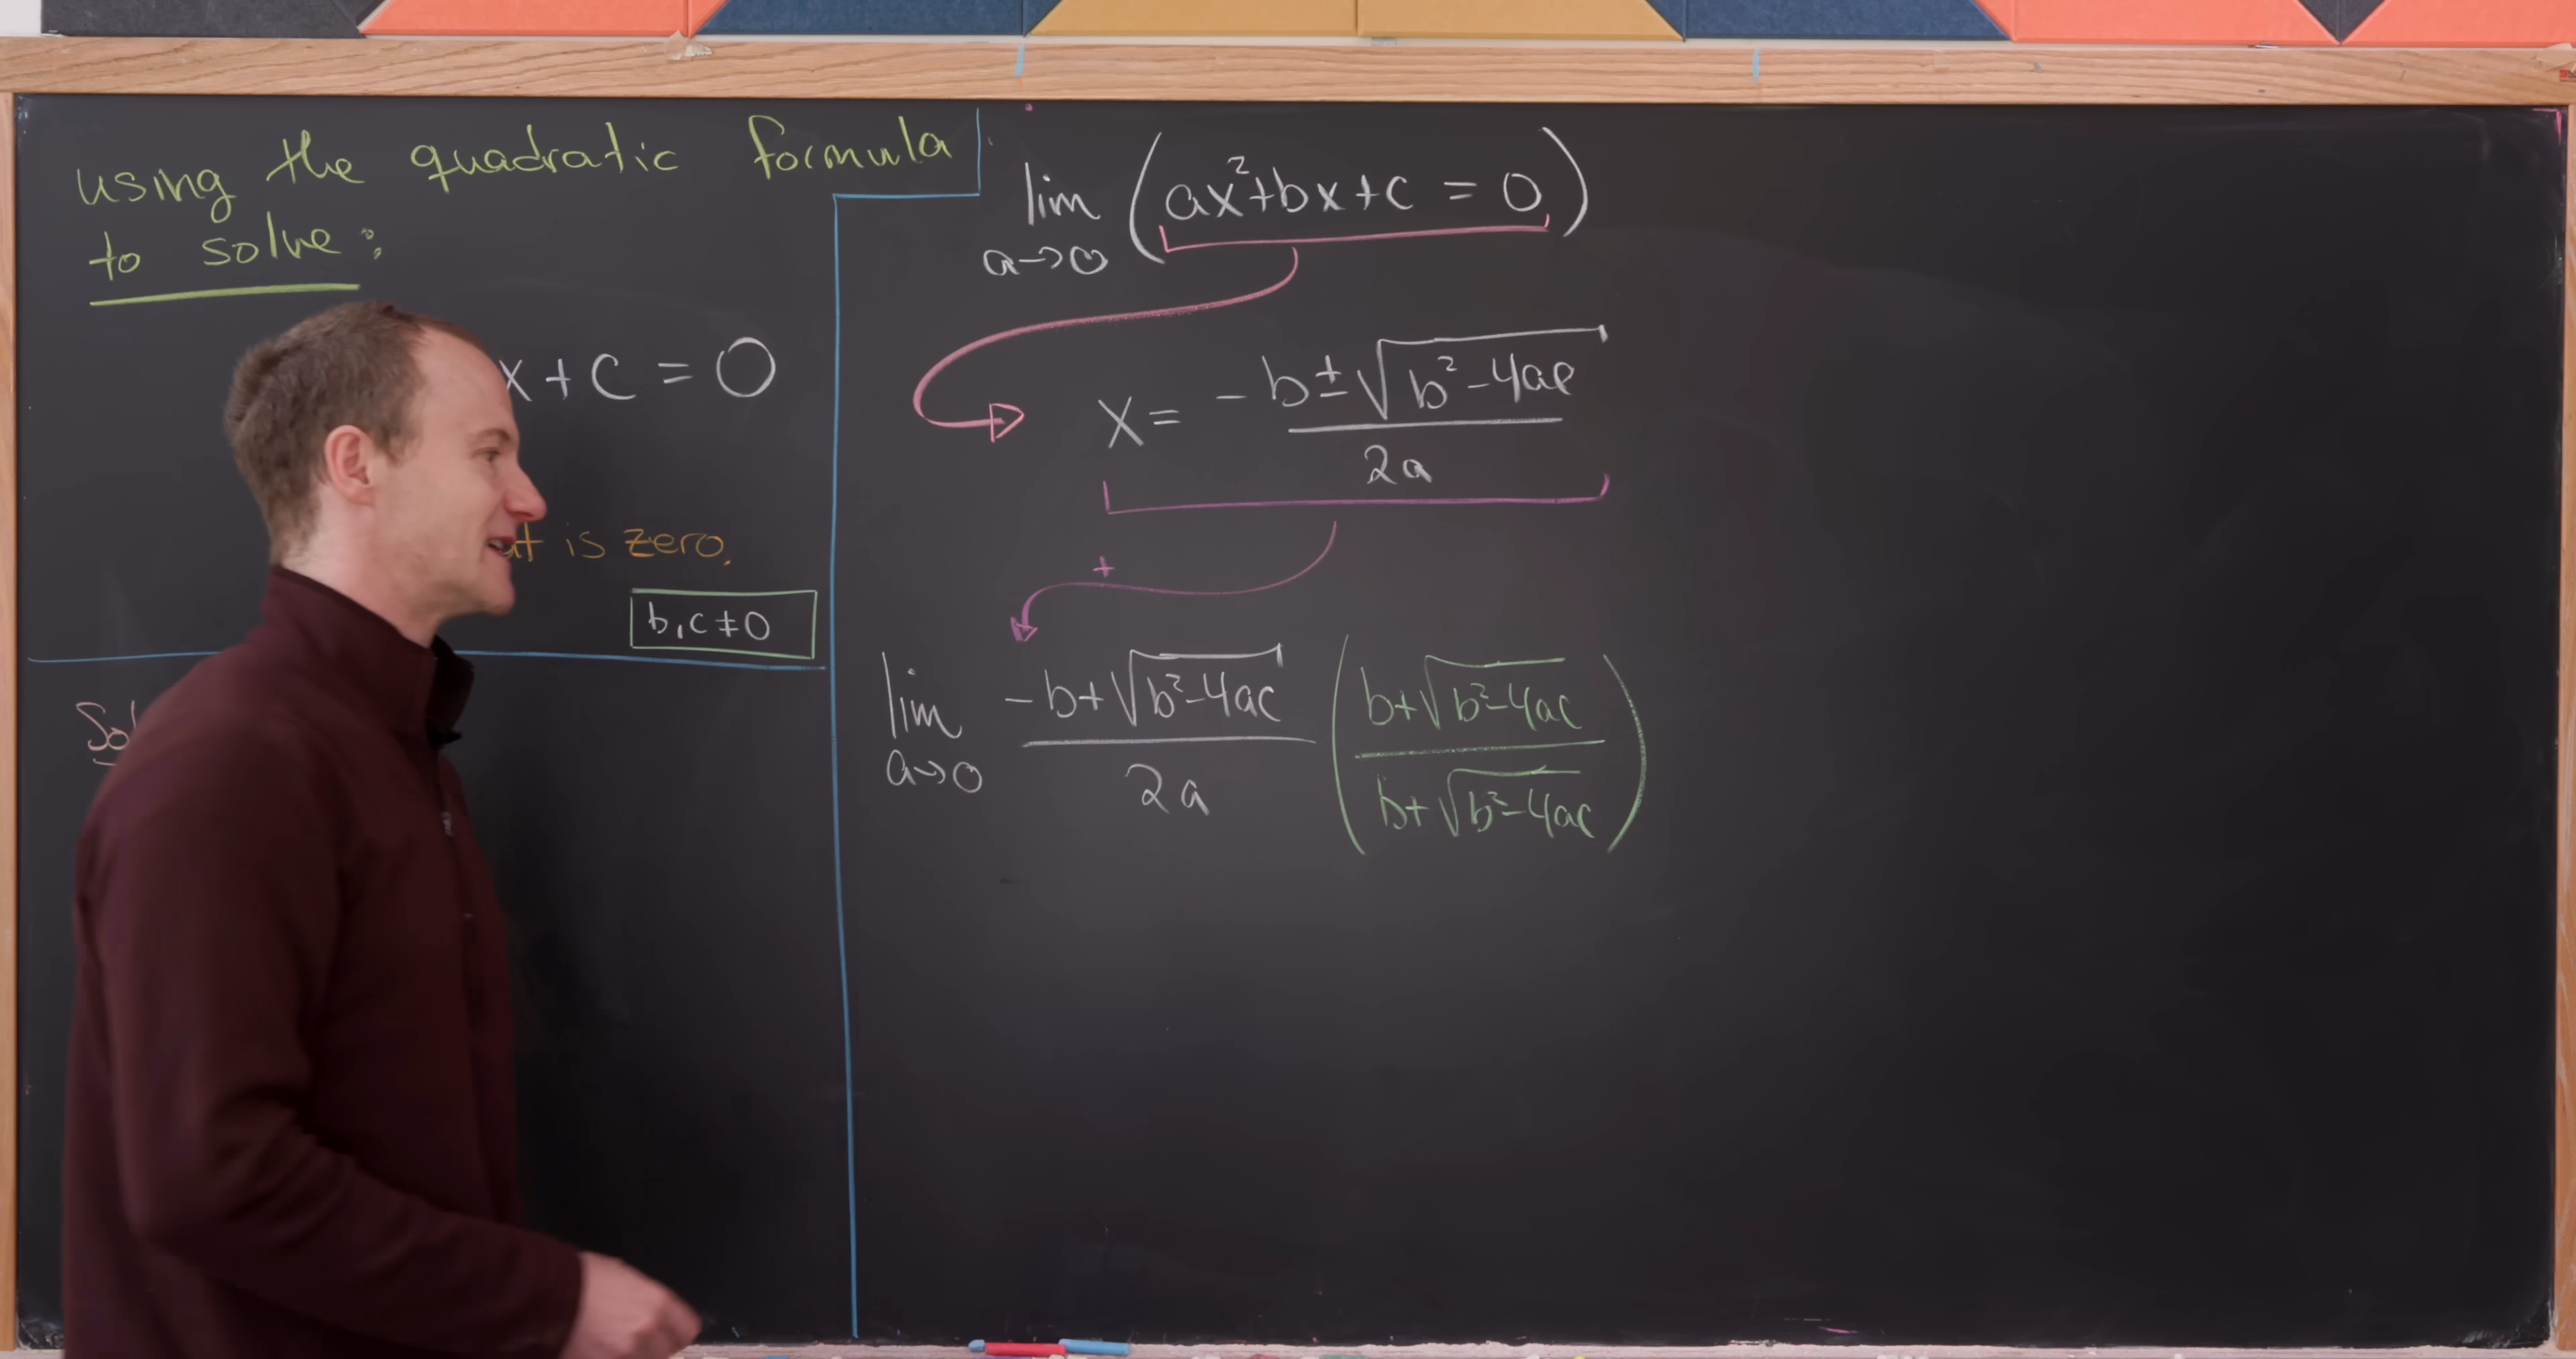 using the quadratic formula
to solve:
x + c = 0
is zero.
b, c ≠ 0
lim (ax²+bx+c = 0)
a→0
x = -b ± √b²-4ac
2a
+
lim -b+√b²-4ac (b+√b²-4ac
a→0 2a b+√b²-4ac)